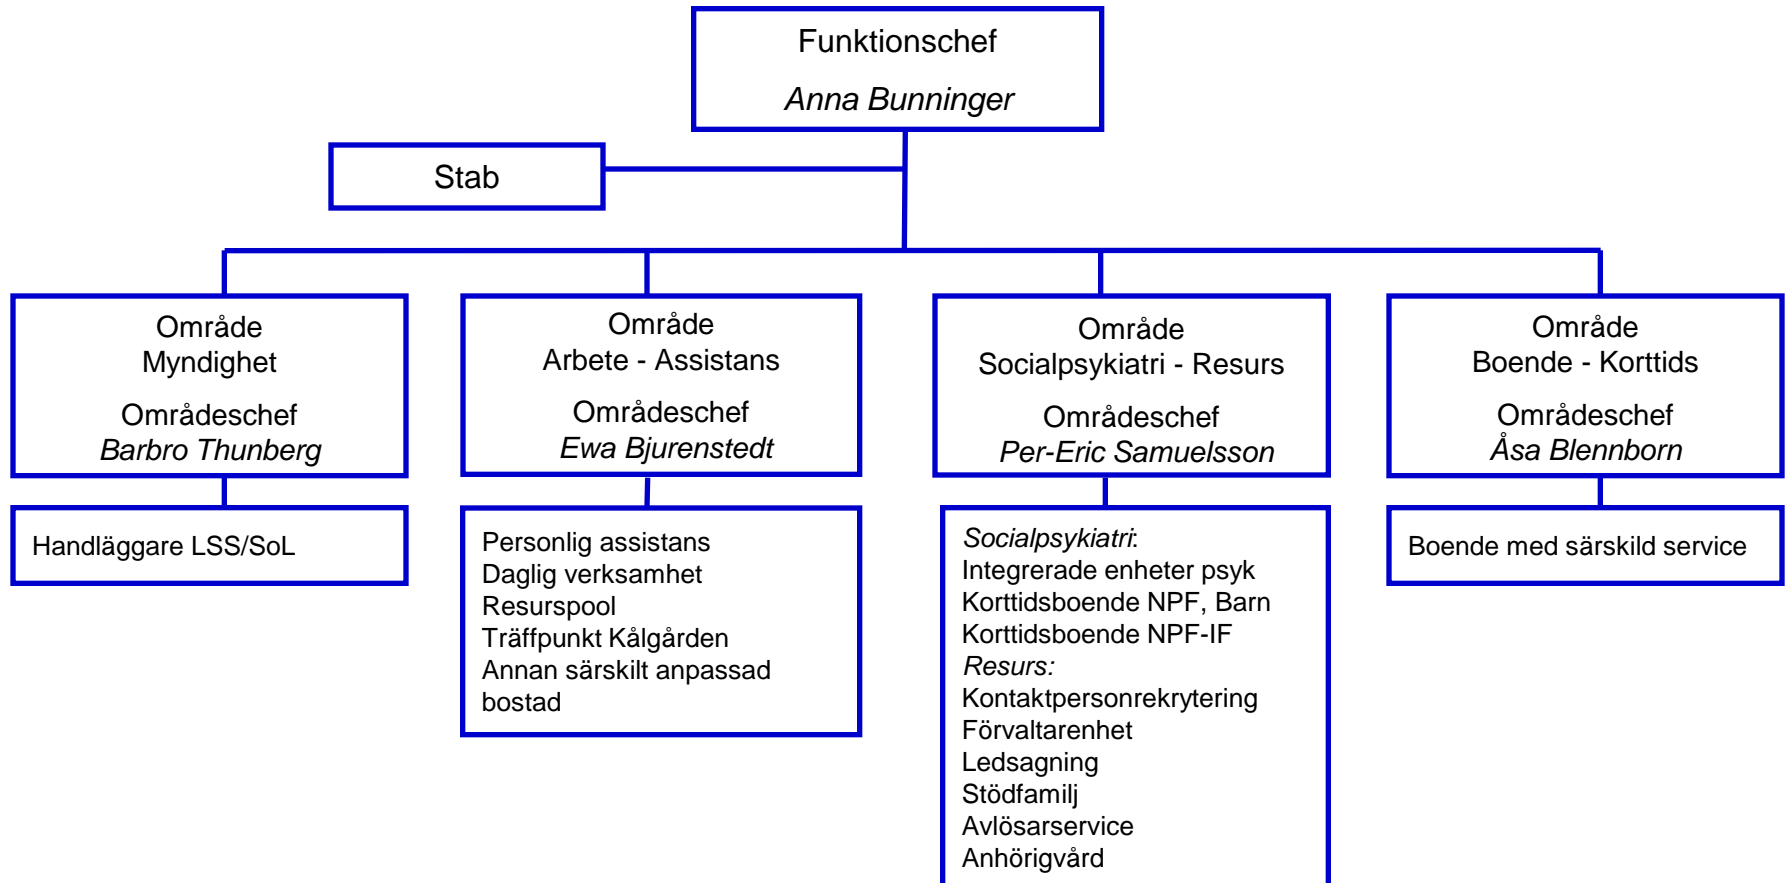 Funktionschef
Anna Bunninger
Stab
Område
Myndighet
Områdeschef
Barbro Thunberg
Handläggare LSS/SoL
Område
Arbete - Assistans
Områdeschef
Ewa Bjurenstedt
Personlig assistans
Daglig verksamhet
Resurspool
Träffpunkt Kålgården
Annan särskilt anpassad
bostad
Område
Socialpsykiatri - Resurs
Områdeschef
Per-Eric Samuelsson
Socialpsykiatri:
Integrerade enheter psyk
Korttidsboende NPF, Barn
Korttidsboende NPF-IF
Resurs:
Kontaktpersonrekrytering
Förvaltarenhet
Ledsagning
Stödfamilj
Avlösarservice
Anhörigvård
Område
Boende - Korttids
Områdeschef
Åsa Blennborn
Boende med särskild service